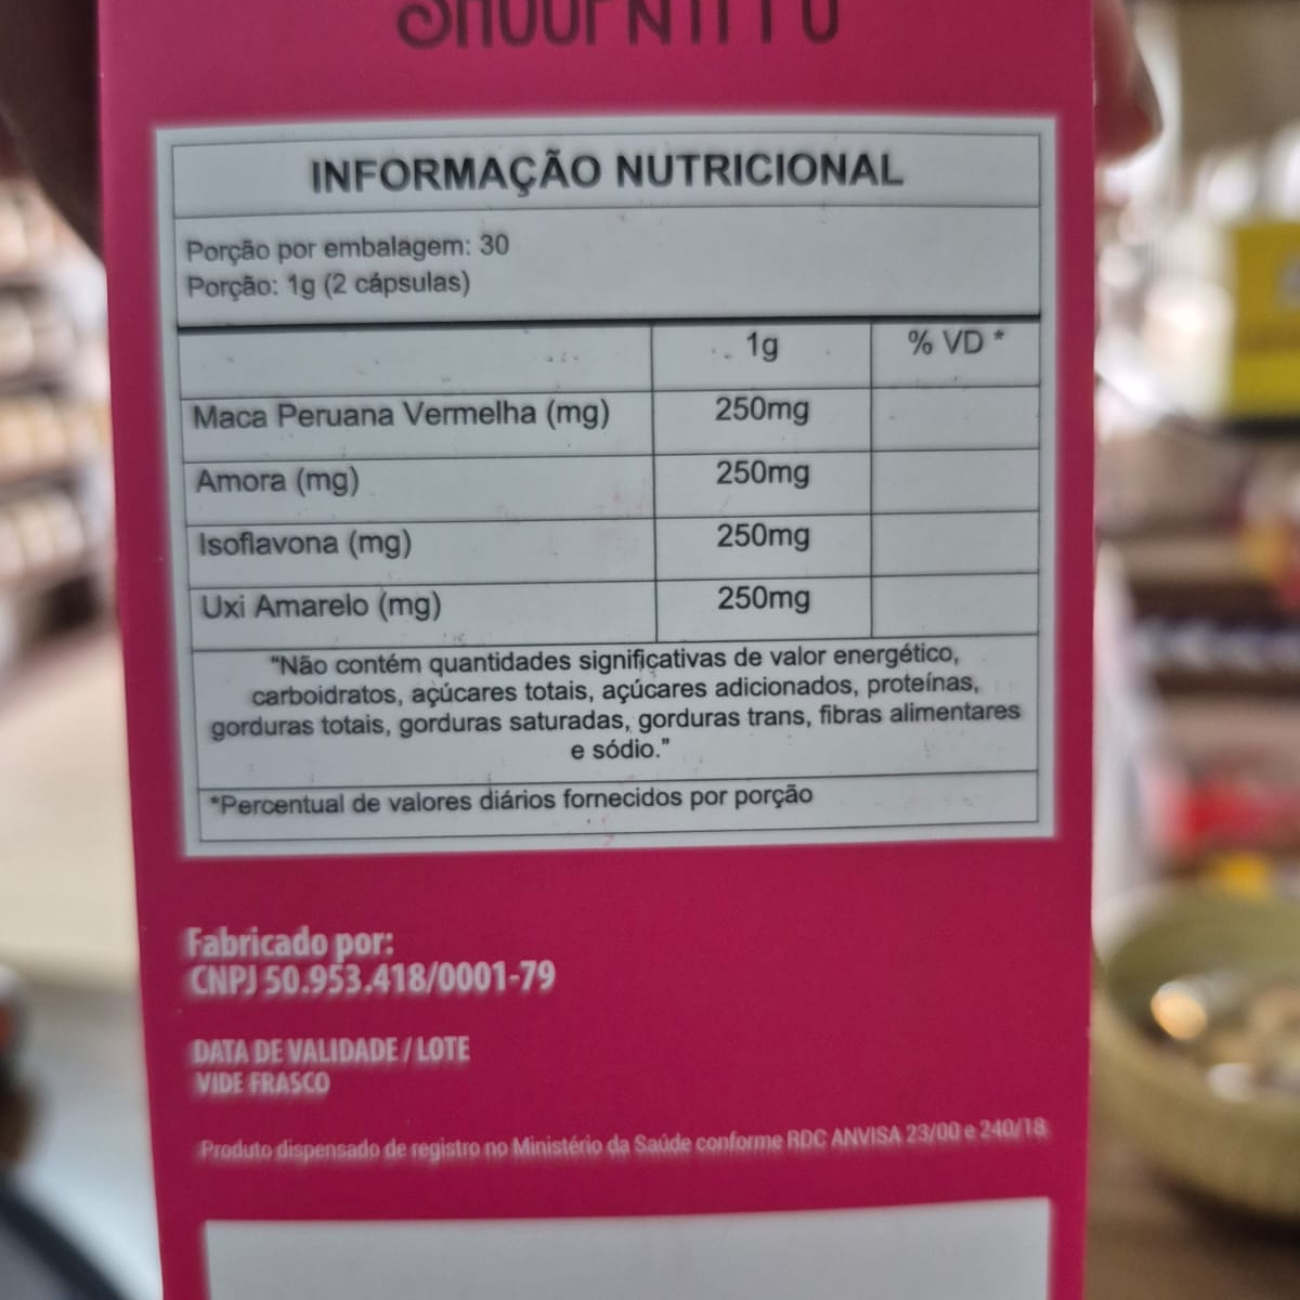 INFORMAÇÃO NUTRICIONAL
Porção por embalagem: 30
Porção: 1g (2 cápsulas)
1g % VD *
Maca Peruana Vermelha (mg) 250mg
Amora (mg) 250mg
Isoflavona (mg) 250mg
Uxi Amarelo (mg) 250mg
"Não contém quantidades significativas de valor energético,
carboidratos, açúcares totais, açúcares adicionados, proteínas,
gorduras totais, gorduras saturadas, gorduras trans, fibras alimentares
e sódio."
*Percentual de valores diários fornecidos por porção
Fabricado por:
CNPJ 50.953.418/0001-79
DATA DE VALIDADE / LOTE
VIDE FRASCO
Produto dispensado de registro no Ministério da Saúde conforme RDC ANVISA 23/00 e 240/18